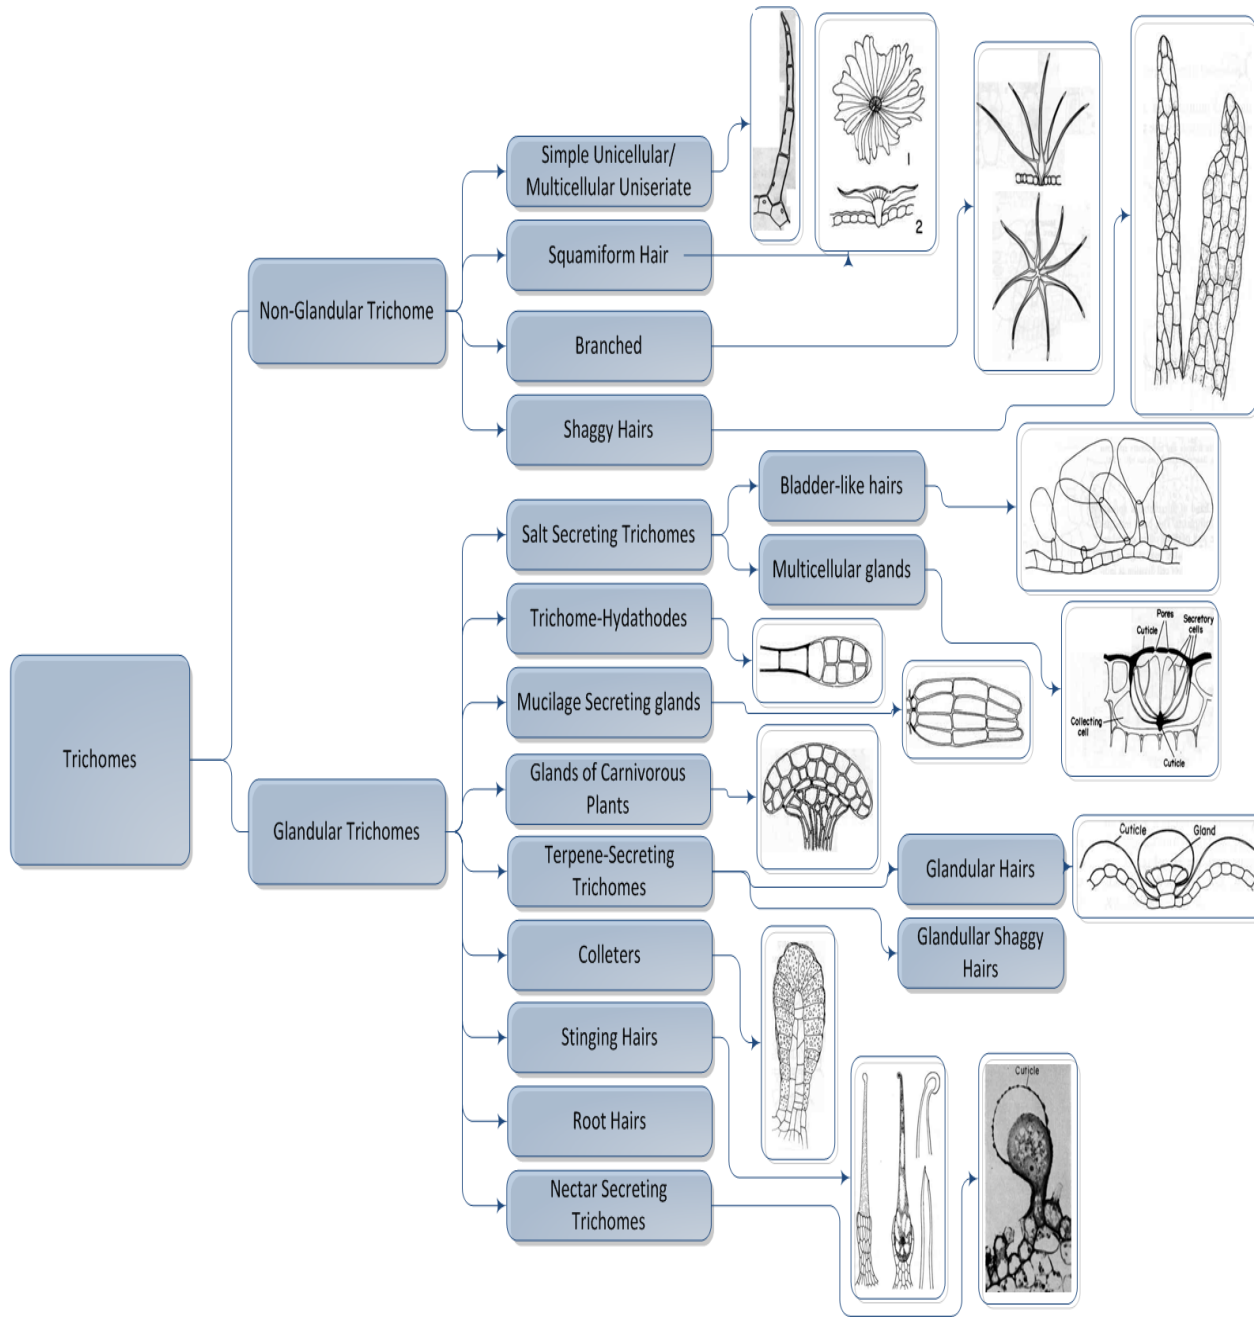 Trichomes
Non-Glandular Trichome
Simple Unicellular/
Multicellular Uniseriate
Squamiform Hair
Branched
Shaggy Hairs
1
2
Glandular Trichomes
Salt Secreting Trichomes
Bladder-like hairs
Multicellular glands
Pores
Cuticle
Secretory
cells
Collecting
cell
Cuticle
Trichome-Hydathodes
Mucilage Secreting glands
Glands of Carnivorous
Plants
Terpene-Secreting
Trichomes
Glandular Hairs
Cuticle
Gland
Glandullar Shaggy
Hairs
Colleters
Stinging Hairs
Root Hairs
Nectar Secreting
Trichomes
Cuticle